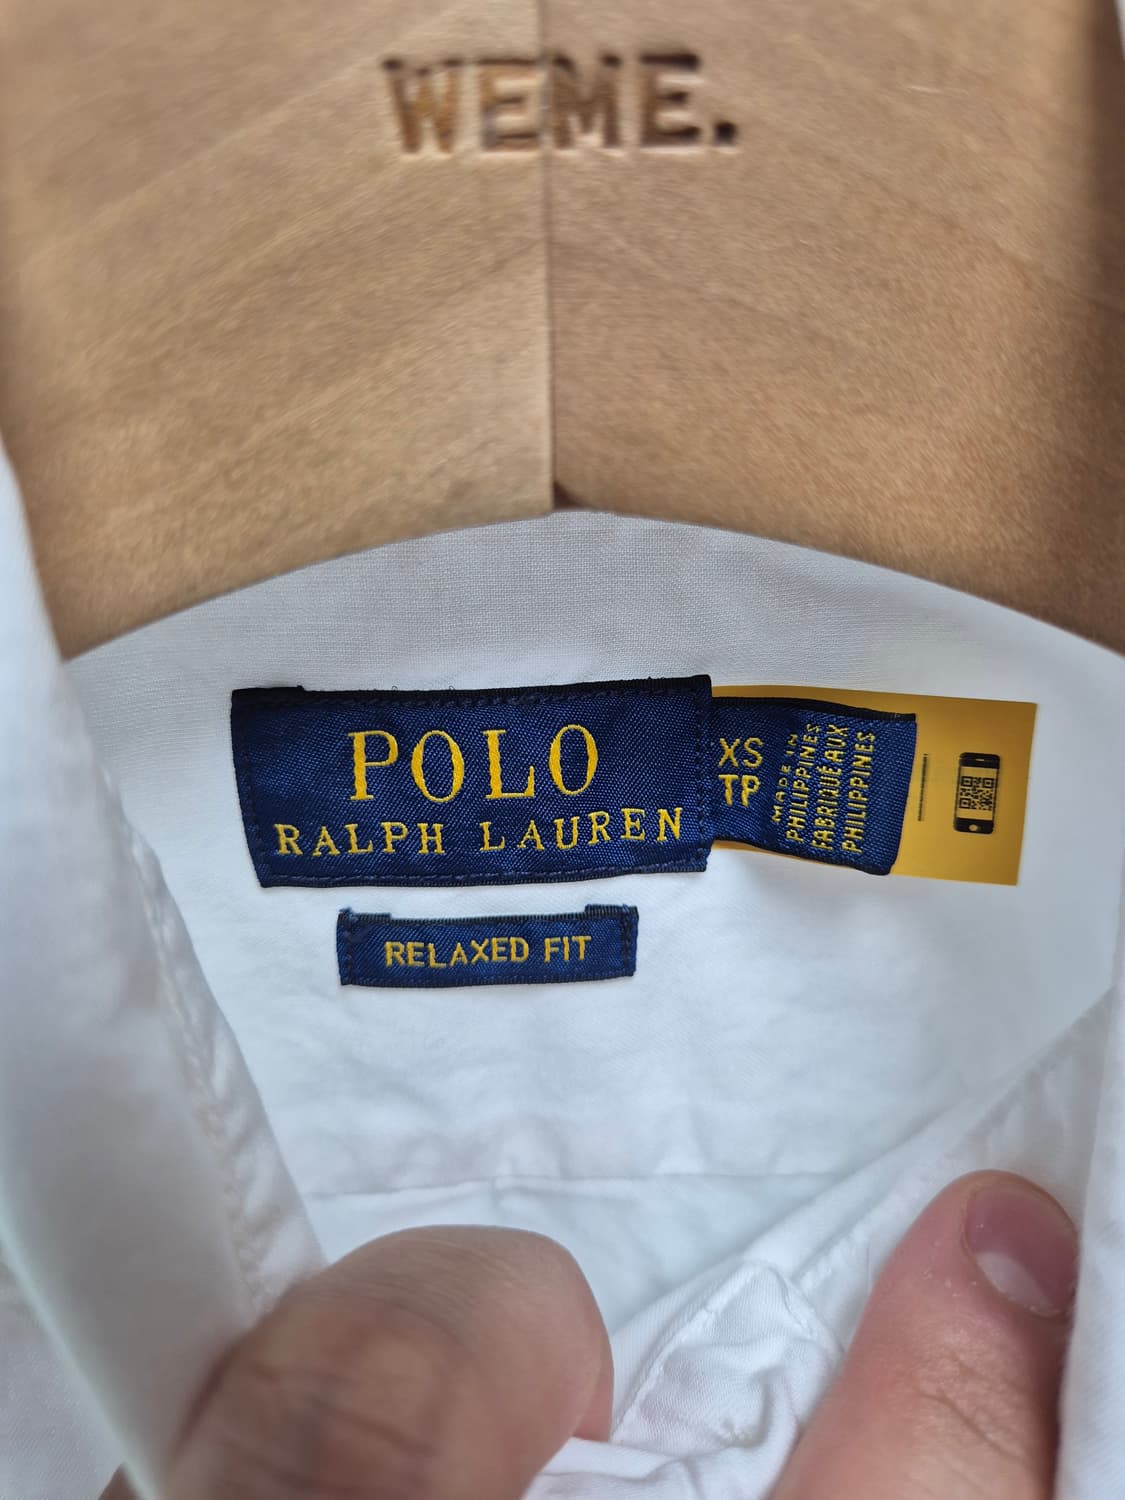 WEME.
POLO
RALPH LAUREN
XS
TP
MADE IN
PHILIPPINES
FABRIQUÉ AUX
PHILIPPINES
RELAXED FIT